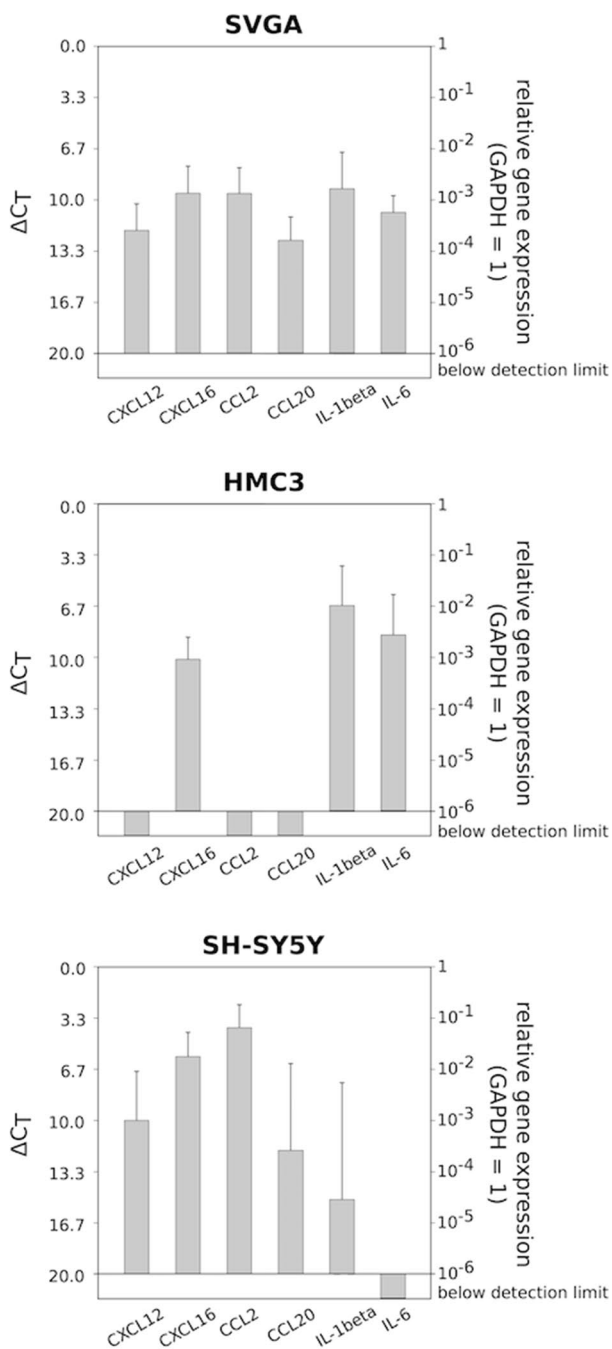 SVGA
0.0
3.3
6.7
10.0
13.3
16.7
20.0
ΔCT
1
10-1
10-2
10-3
10-4
10-5
10-6
below detection limit
relative gene expression
(GAPDH = 1)
CXCL12
CXCL16
CCL2
CCL20
IL-1beta
IL-6
HMC3
0.0
3.3
6.7
10.0
13.3
16.7
20.0
ΔCT
1
10-1
10-2
10-3
10-4
10-5
10-6
below detection limit
relative gene expression
(GAPDH = 1)
CXCL12
CXCL16
CCL2
CCL20
IL-1beta
IL-6
SH-SY5Y
0.0
3.3
6.7
10.0
13.3
16.7
20.0
ΔCT
1
10-1
10-2
10-3
10-4
10-5
10-6
below detection limit
relative gene expression
(GAPDH = 1)
CXCL12
CXCL16
CCL2
CCL20
IL-1beta
IL-6